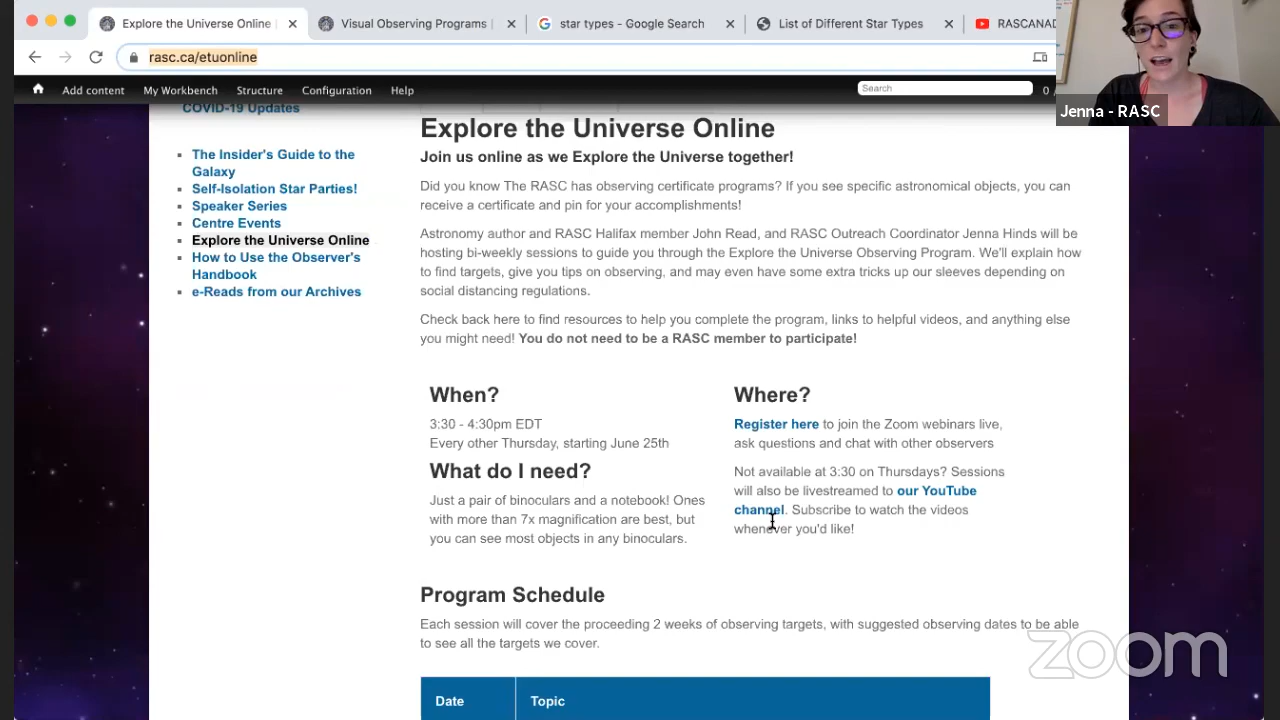 Explore the Universe Online
Visual Observing Programs
star types - Google Search
List of Different Star Types
RASCANAD
rasc.ca/etuonline
Add content
My Workbench
Structure
Configuration
Help
Search
0 /
Jenna - RASC
COVID-19 Updates
The Insider's Guide to the
Galaxy
Self-Isolation Star Parties!
Speaker Series
Centre Events
Explore the Universe Online
How to Use the Observer's
Handbook
e-Reads from our Archives
Explore the Universe Online
Join us online as we Explore the Universe together!
Did you know The RASC has observing certificate programs? If you see specific astronomical objects, you can
receive a certificate and pin for your accomplishments!
Astronomy author and RASC Halifax member John Read, and RASC Outreach Coordinator Jenna Hinds will be
hosting bi-weekly sessions to guide you through the Explore the Universe Observing Program. We'll explain how
to find targets, give you tips on observing, and may even have some extra tricks up our sleeves depending on
social distancing regulations.
Check back here to find resources to help you complete the program, links to helpful videos, and anything else
you might need! You do not need to be a RASC member to participate!
When?
3:30 - 4:30pm EDT
Every other Thursday, starting June 25th
What do I need?
Just a pair of binoculars and a notebook! Ones
with more than 7x magnification are best, but
you can see most objects in any binoculars.
Where?
Register here to join the Zoom webinars live,
ask questions and chat with other observers
Not available at 3:30 on Thursdays? Sessions
will also be livestreamed to our YouTube
channel. Subscribe to watch the videos
whenever you'd like!
Program Schedule
Each session will cover the proceeding 2 weeks of observing targets, with suggested observing dates to be able
to see all the targets we cover.
zoom
Date
Topic